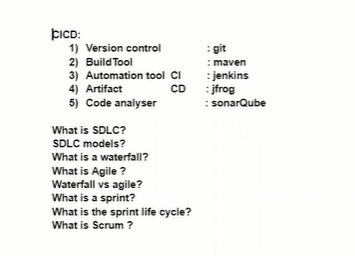 CICD:
1) Version control : git
2) BuildTool : maven
3) Automation tool CI : jenkins
4) Artifact CD : jfrog
5) Code analyser : sonarQube
What is SDLC?
SDLC models?
What is a waterfall?
What is Agile ?
Waterfall vs agile?
What is a sprint?
What is the sprint life cycle?
What is Scrum ?